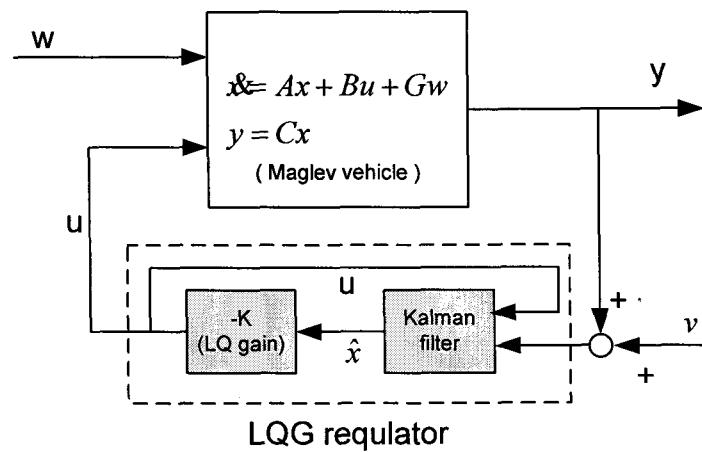 w
x&= Ax + Bu + Gw
y = Cx
( Maglev vehicle )
y
u
u
-K
(LQ gain)
x̂
Kalman
filter
+
v
+
LQG requlator